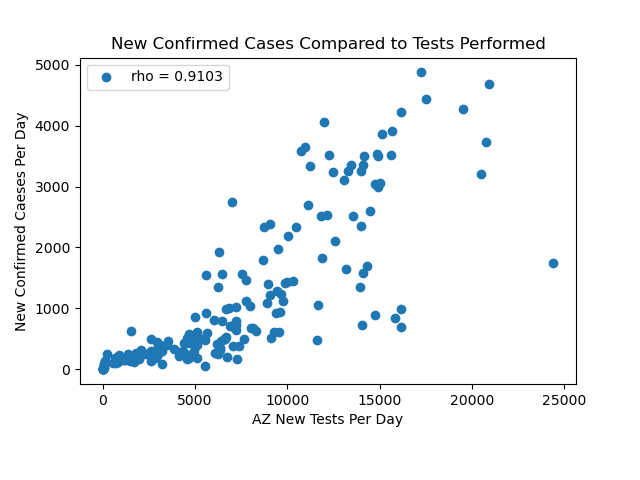 New Confirmed Cases Compared to Tests Performed
rho = 0.9103
New Confirmed Caeses Per Day
5000
4000
3000
2000
1000
0
0 5000 10000 15000 20000 25000
AZ New Tests Per Day